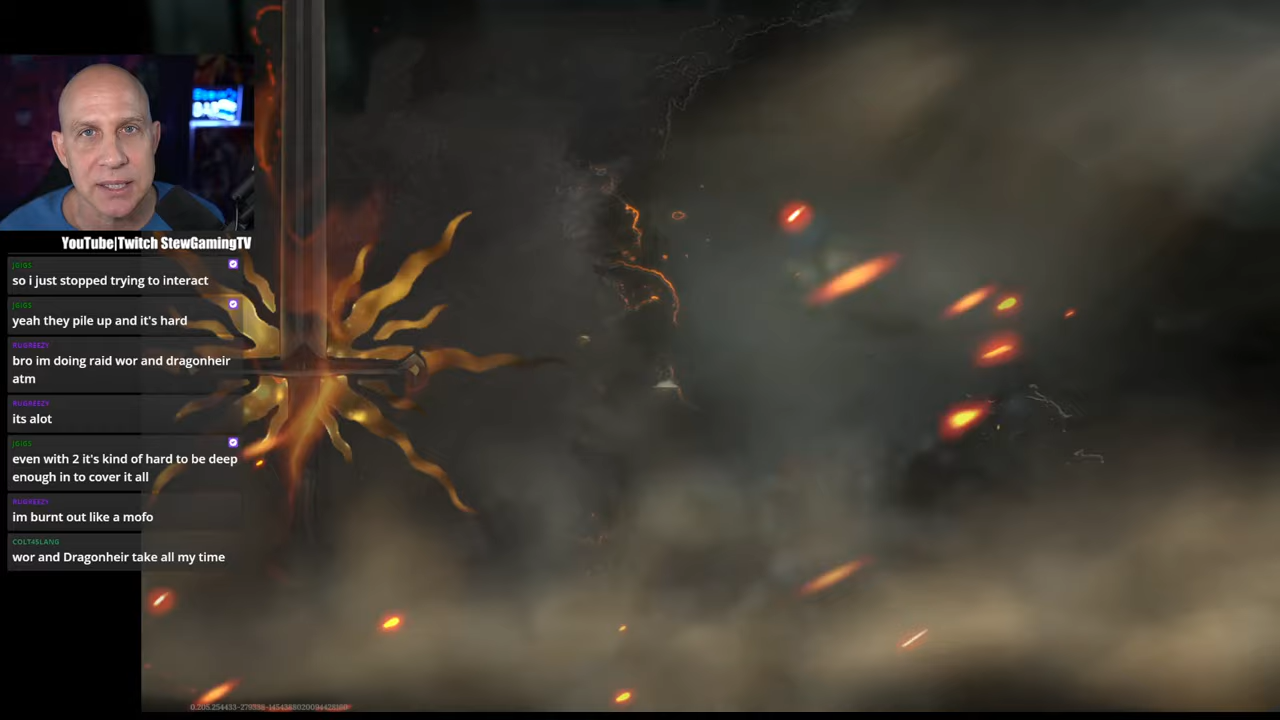 YouTube|Twitch StewGamingTV
JGIGS
so i just stopped trying to interact
JGIGS
yeah they pile up and it's hard
RUGREEZY
bro im doing raid wor and dragonheir
atm
RUGREEZY
its alot
JGIGS
even with 2 it's kind of hard to be deep
enough in to cover it all
RUGREEZY
im burnt out like a mofo
COLT45LANG
wor and Dragonheir take all my time